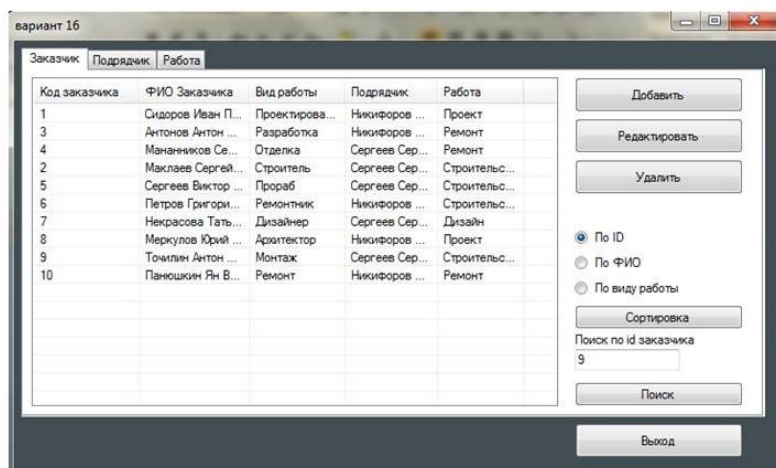 вариант 16
Заказчик Подрядчик Работа
Код заказчика ФИО Заказчика Вид работы Подрядчик Работа
1 Сидоров Иван П... Проектирова... Никифоров ... Проект
3 Антонов Антон ... Разработка Никифоров ... Ремонт
4 Мананников Се... Отделка Сергеев Сер... Ремонт
2 Маклаев Сергей... Строитель Сергеев Сер... Строительс...
5 Сергеев Виктор ... Прораб Сергеев Сер... Строительс...
6 Петров Григори... Ремонтник Никифоров ... Строительс...
7 Некрасова Тать... Дизайнер Сергеев Сер... Дизайн
8 Меркулов Юрий ... Архитектор Никифоров ... Проект
9 Точилин Антон ... Монтаж Сергеев Сер... Строительс...
10 Панюшкин Ян В... Ремонт Никифоров ... Ремонт
Добавить
Редактировать
Удалить
По ID
По ФИО
По виду работы
Сортировка
Поиск по id заказчика
9
Поиск
Выход